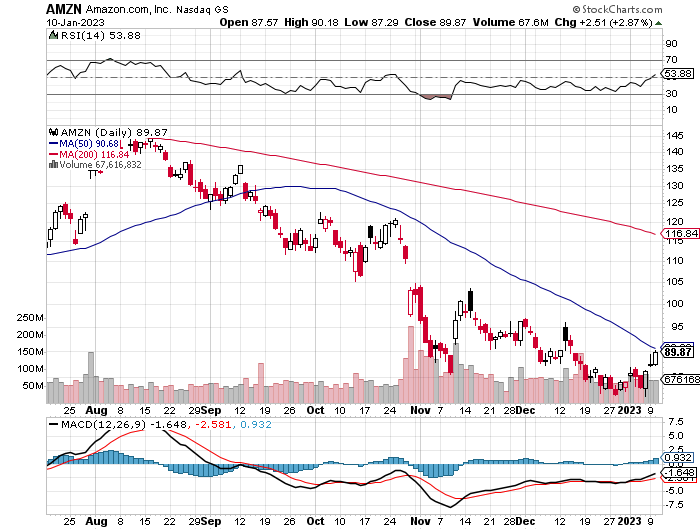 AMZN Amazon.com, Inc. Nasdaq GS © StockCharts.com
10-Jan-2023 Open 87.57 High 90.18 Low 87.29 Close 89.87 Volume 67.6M Chg +2.51 (+2.87%)
RSI(14) 53.88
90
70
53.88
30
10
AMZN (Daily) 89.87
MA(50) 90.68
MA(200) 116.84
Volume 67,616,832
145
140
135
130
125
120
116.84
115
110
105
100
95
89.87
676168
250M
200M
150M
100M
50M
25 Aug 8 15 22 Sep 12 19 26 Oct 10 17 24 Nov 7 14 21 28 Dec 12 19 27 2023 9
MACD(12,26,9) -1.648, -2.581, 0.932
7.5
5.0
2.5
0.932
-1.648
-5.0
-7.5
25 Aug 8 15 22 Sep 12 19 26 Oct 10 17 24 Nov 7 14 21 28 Dec 12 19 27 2023 9